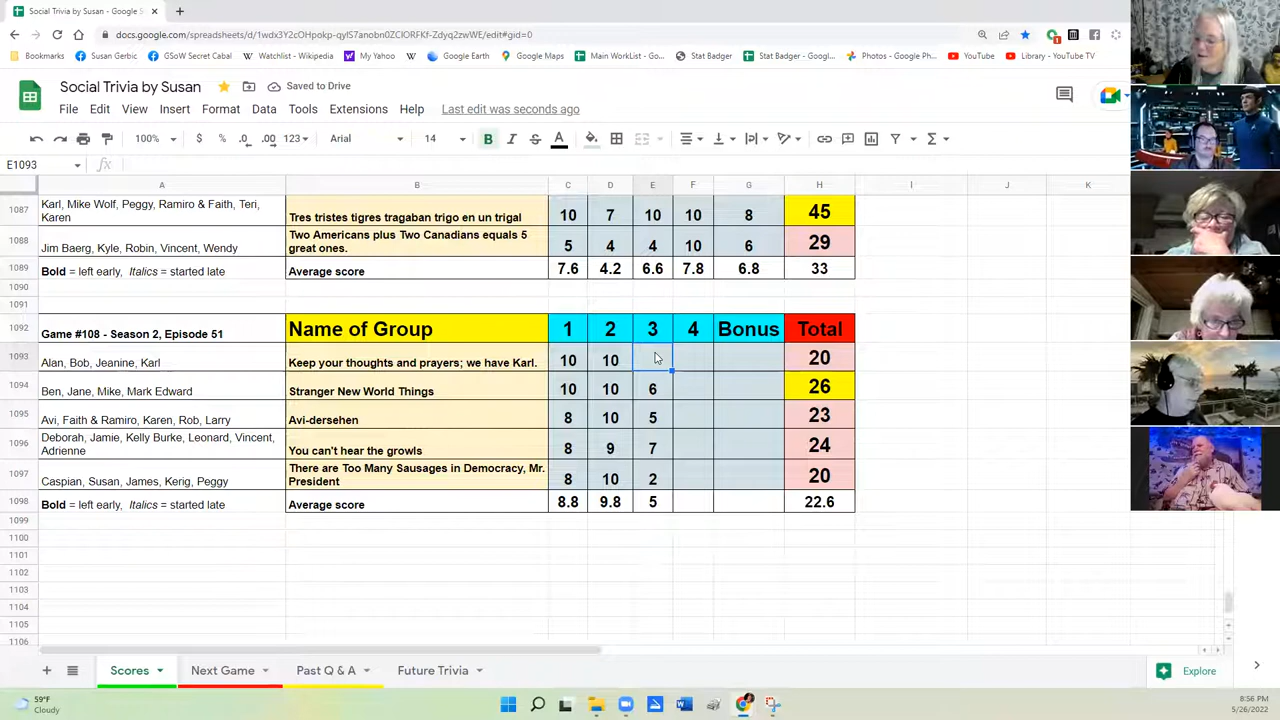 Social Trivia by Susan - Google S
docs.google.com/spreadsheets/d/1wdx3Y2cOHpokp-qyIS7anobn0ZCIORFKf-Zdyq2zwWE/edit#gid=0
Bookmarks
Susan Gerbic
GSoW Secret Cabal
Watchlist - Wikipedia
My Yahoo
Google Earth
Google Maps
Main WorkList - Go...
Stat Badger
Stat Badger - Googl...
Photos - Google Ph...
YouTube
Library - YouTube TV
Social Trivia by Susan
Saved to Drive
File Edit View Insert Format Data Tools Extensions Help Last edit was seconds ago
100% $ % .0 .00 123 Arial 14 B I S A
E1093
A B C D E F G H I J K
1087 Karl, Mike Wolf, Peggy, Ramiro & Faith, Teri,
Karen
Tres tristes tigres tragaban trigo en un trigal 10 7 10 10 8 45
1088 Jim Baerg, Kyle, Robin, Vincent, Wendy
Two Americans plus Two Canadians equals 5
great ones. 5 4 4 10 6 29
1089 Bold = left early, Italics = started late Average score 7.6 4.2 6.6 7.8 6.8 33
1090
1091
1092 Game #108 - Season 2, Episode 51 Name of Group 1 2 3 4 Bonus Total
1093 Alan, Bob, Jeanine, Karl Keep your thoughts and prayers; we have Karl. 10 10 20
1094 Ben, Jane, Mike, Mark Edward Stranger New World Things 10 10 6 26
1095 Avi, Faith & Ramiro, Karen, Rob, Larry Avi-dersehen 8 10 5 23
1096 Deborah, Jamie, Kelly Burke, Leonard, Vincent,
Adrienne You can't hear the growls 8 9 7 24
1097 Caspian, Susan, James, Kerig, Peggy
There are Too Many Sausages in Democracy, Mr.
President 8 10 2 20
1098 Bold = left early, Italics = started late Average score 8.8 9.8 5 22.6
1099
1100
1101
1102
1103
1104
1105
1106
Scores Next Game Past Q & A Future Trivia Explore
59°F
Cloudy
8:56 PM
5/26/2022